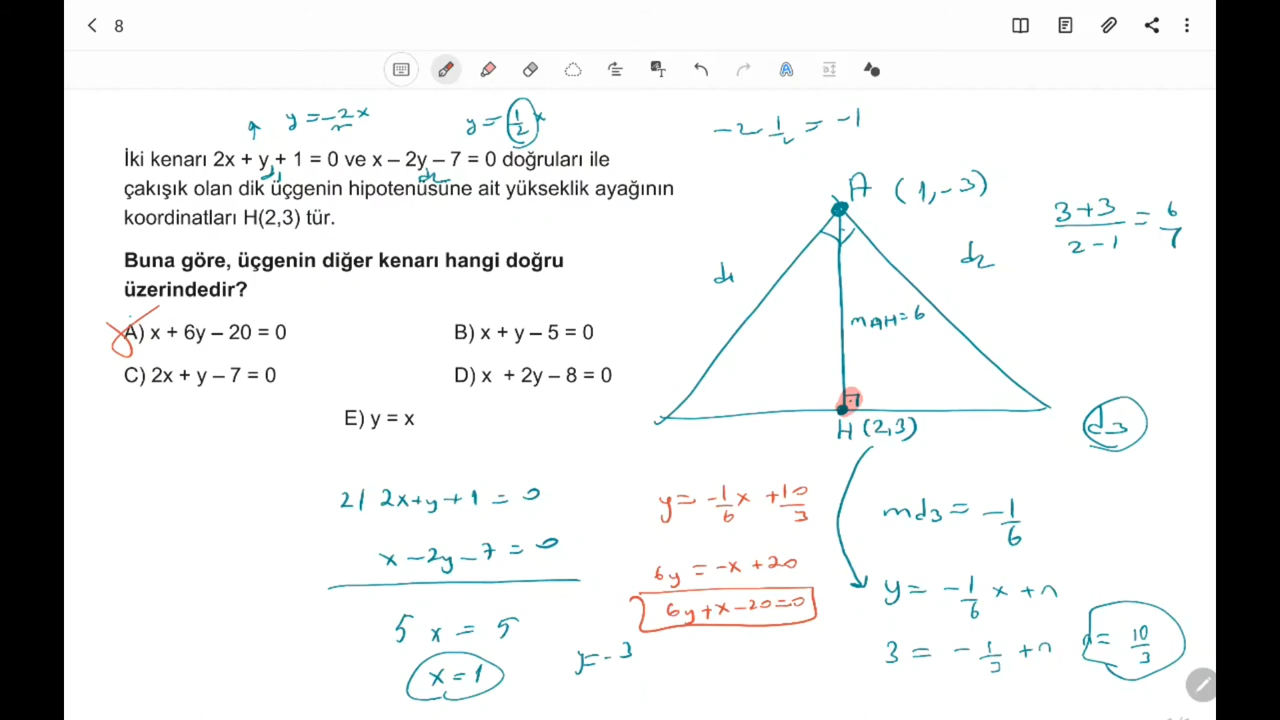 8
y = -2x
y = 1/2 x
-2 1/2 = -1
İki kenarı 2x + y + 1 = 0 ve x – 2y – 7 = 0 doğruları ile
d1
d2
çakışık olan dik üçgenin hipotenüsüne ait yükseklik ayağının
koordinatları H(2,3) tür.
Buna göre, üçgenin diğer kenarı hangi doğru
üzerindedir?
A) x + 6y – 20 = 0
B) x + y – 5 = 0
C) 2x + y – 7 = 0
D) x + 2y – 8 = 0
E) y = x
A (1,-3)
3+3/2-1 = 6/7
d1
d2
mAH=6
H (2,3)
d3
2/ 2x+y+1 = 0
x-2y-7 = 0
5x = 5
x=1
y=-3
y = -1/6 x + 10/3
6y = -x+20
6y+x-20=0
md3 = -1/6
y = -1/6 x + n
3 = -1/3 + n
n = 10/3